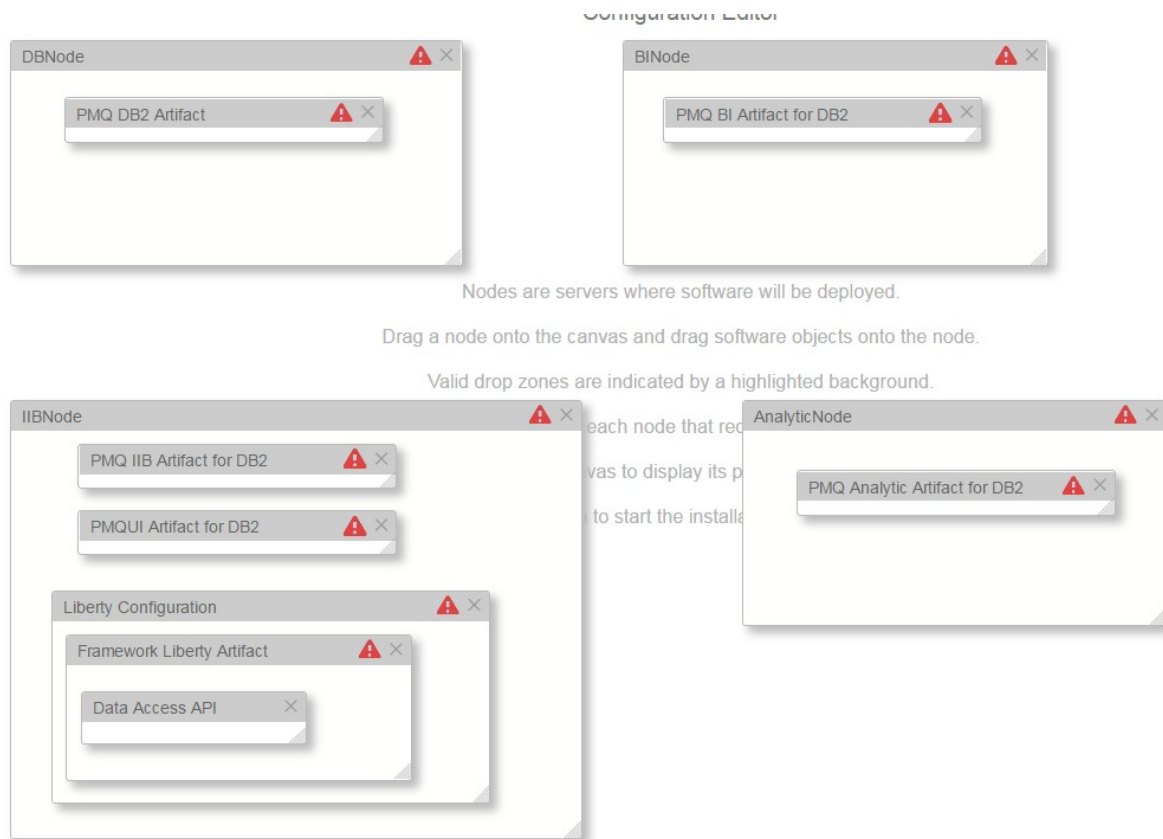 Configuration Editor
DBNode
BINode
PMQ DB2 Artifact
PMQ BI Artifact for DB2
Nodes are servers where software will be deployed.
Drag a node onto the canvas and drag software objects onto the node.
Valid drop zones are indicated by a highlighted background.
IIBNode
each node that
AnalyticNode
PMQ IIB Artifact for DB2
vas to display its
PMQ Analytic Artifact for DB2
PMQUI Artifact for DB2
to start the
Liberty Configuration
Framework Liberty Artifact
Data Access API